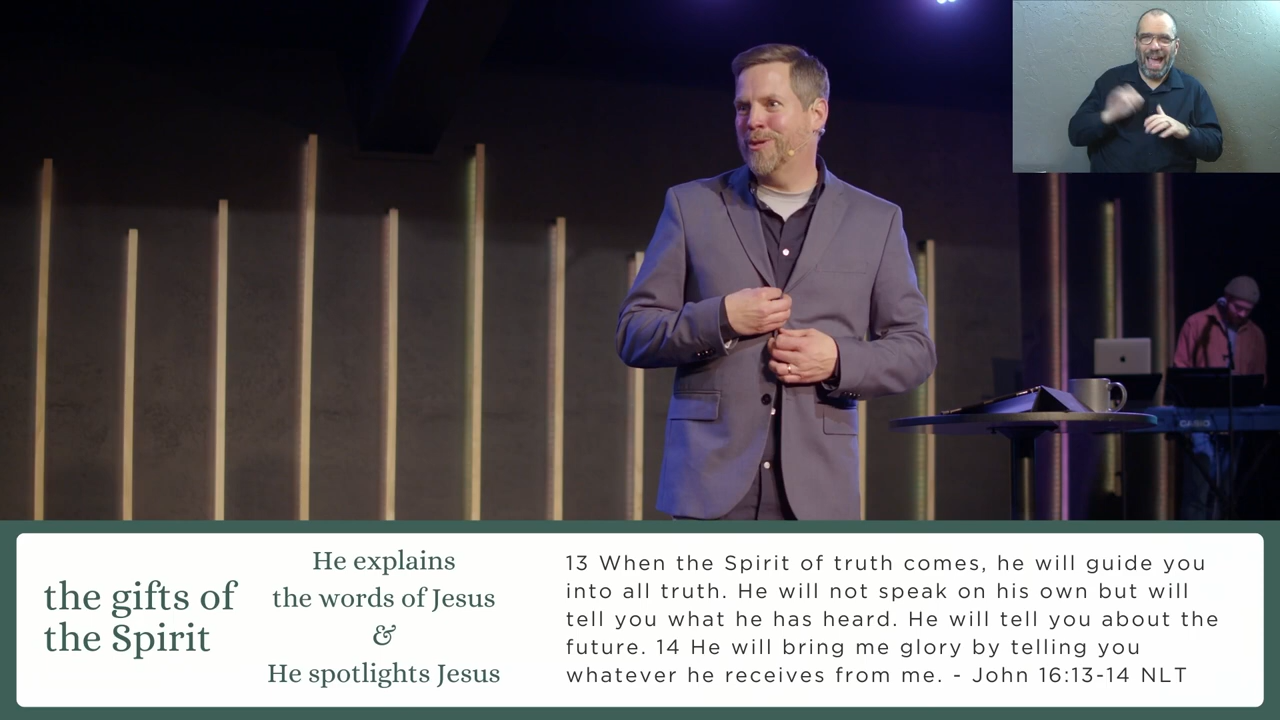 CASIO
the gifts of
the Spirit
He explains
the words of Jesus
&
He spotlights Jesus
13 When the Spirit of truth comes, he will guide you
into all truth. He will not speak on his own but will
tell you what he has heard. He will tell you about the
future. 14 He will bring me glory by telling you
whatever he receives from me. - John 16:13-14 NLT